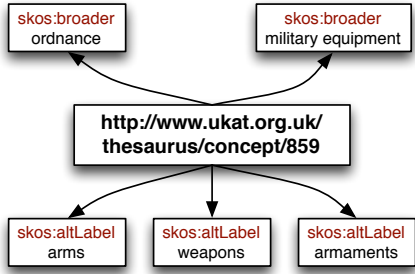 skos:broader
ordnance
skos:broader
military equipment
http://www.ukat.org.uk/
thesaurus/concept/859
skos:altLabel
arms
skos:altLabel
weapons
skos:altLabel
armaments